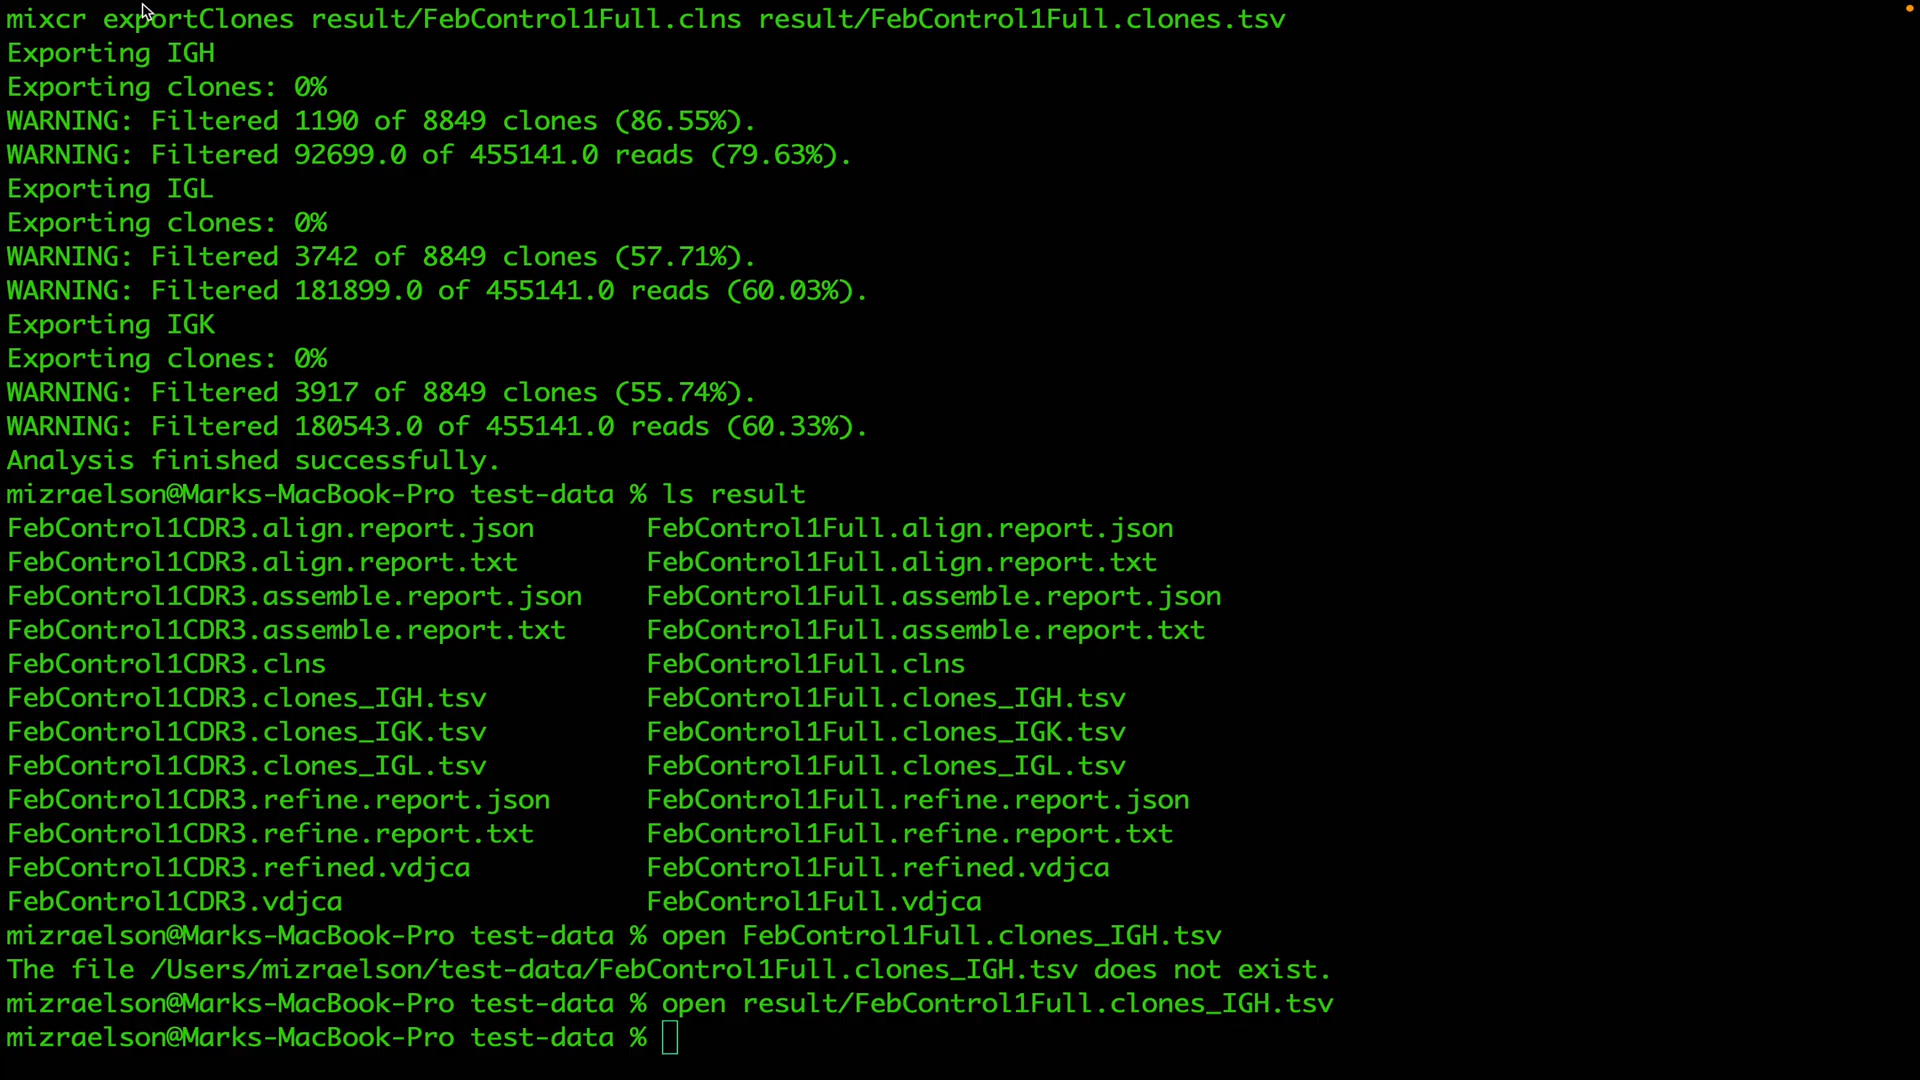 mixcr exportClones result/FebControl1Full.clns result/FebControl1Full.clones.tsv
Exporting IGH
Exporting clones: 0%
WARNING: Filtered 1190 of 8849 clones (86.55%).
WARNING: Filtered 92699.0 of 455141.0 reads (79.63%).
Exporting IGL
Exporting clones: 0%
WARNING: Filtered 3742 of 8849 clones (57.71%).
WARNING: Filtered 181899.0 of 455141.0 reads (60.03%).
Exporting IGK
Exporting clones: 0%
WARNING: Filtered 3917 of 8849 clones (55.74%).
WARNING: Filtered 180543.0 of 455141.0 reads (60.33%).
Analysis finished successfully.
mizraelson@Marks-MacBook-Pro test-data % ls result
FebControl1CDR3.align.report.json FebControl1Full.align.report.json
FebControl1CDR3.align.report.txt FebControl1Full.align.report.txt
FebControl1CDR3.assemble.report.json FebControl1Full.assemble.report.json
FebControl1CDR3.assemble.report.txt FebControl1Full.assemble.report.txt
FebControl1CDR3.clns FebControl1Full.clns
FebControl1CDR3.clones_IGH.tsv FebControl1Full.clones_IGH.tsv
FebControl1CDR3.clones_IGK.tsv FebControl1Full.clones_IGK.tsv
FebControl1CDR3.clones_IGL.tsv FebControl1Full.clones_IGL.tsv
FebControl1CDR3.refine.report.json FebControl1Full.refine.report.json
FebControl1CDR3.refine.report.txt FebControl1Full.refine.report.txt
FebControl1CDR3.refined.vdjca FebControl1Full.refined.vdjca
FebControl1CDR3.vdjca FebControl1Full.vdjca
mizraelson@Marks-MacBook-Pro test-data % open FebControl1Full.clones_IGH.tsv
The file /Users/mizraelson/test-data/FebControl1Full.clones_IGH.tsv does not exist.
mizraelson@Marks-MacBook-Pro test-data % open result/FebControl1Full.clones_IGH.tsv
mizraelson@Marks-MacBook-Pro test-data %